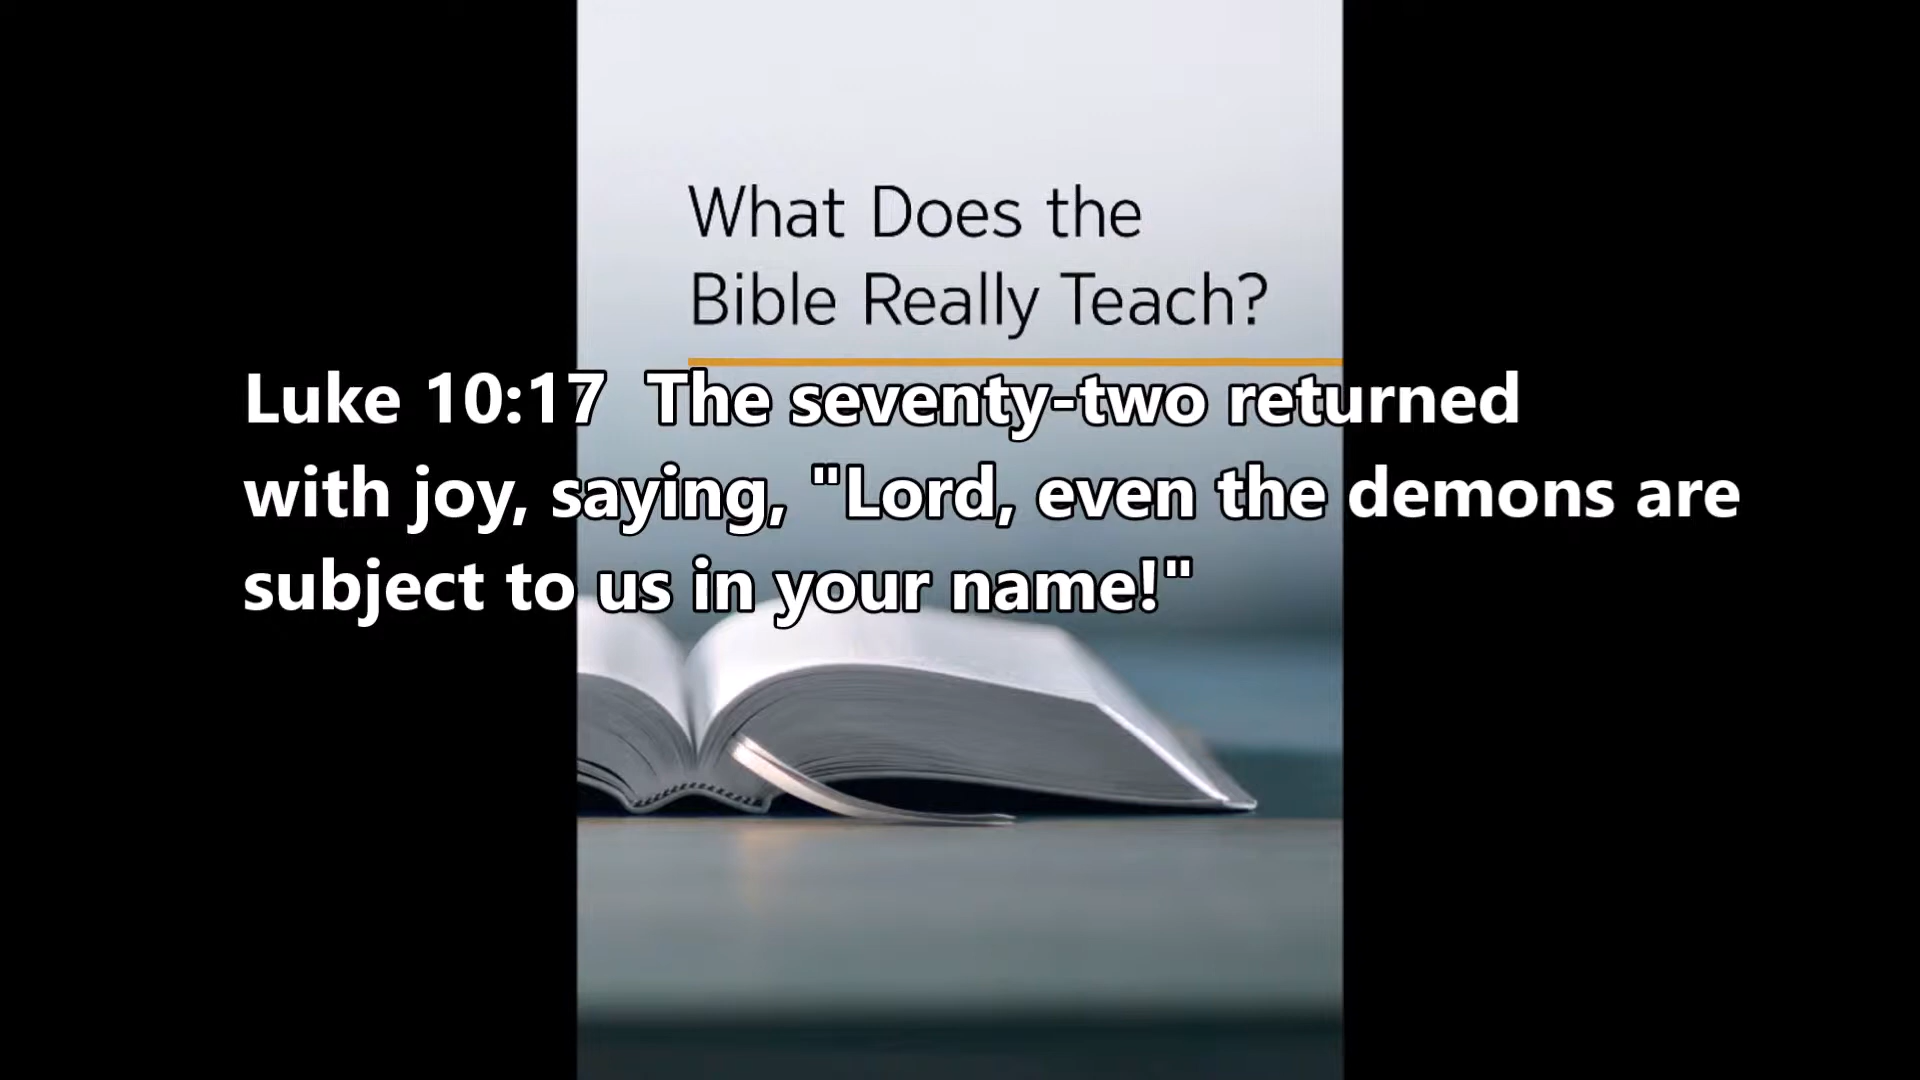 What Does the
Bible Really Teach?
Luke 10:17  The seventy-two returned
with joy, saying, "Lord, even the demons are
subject to us in your name!"